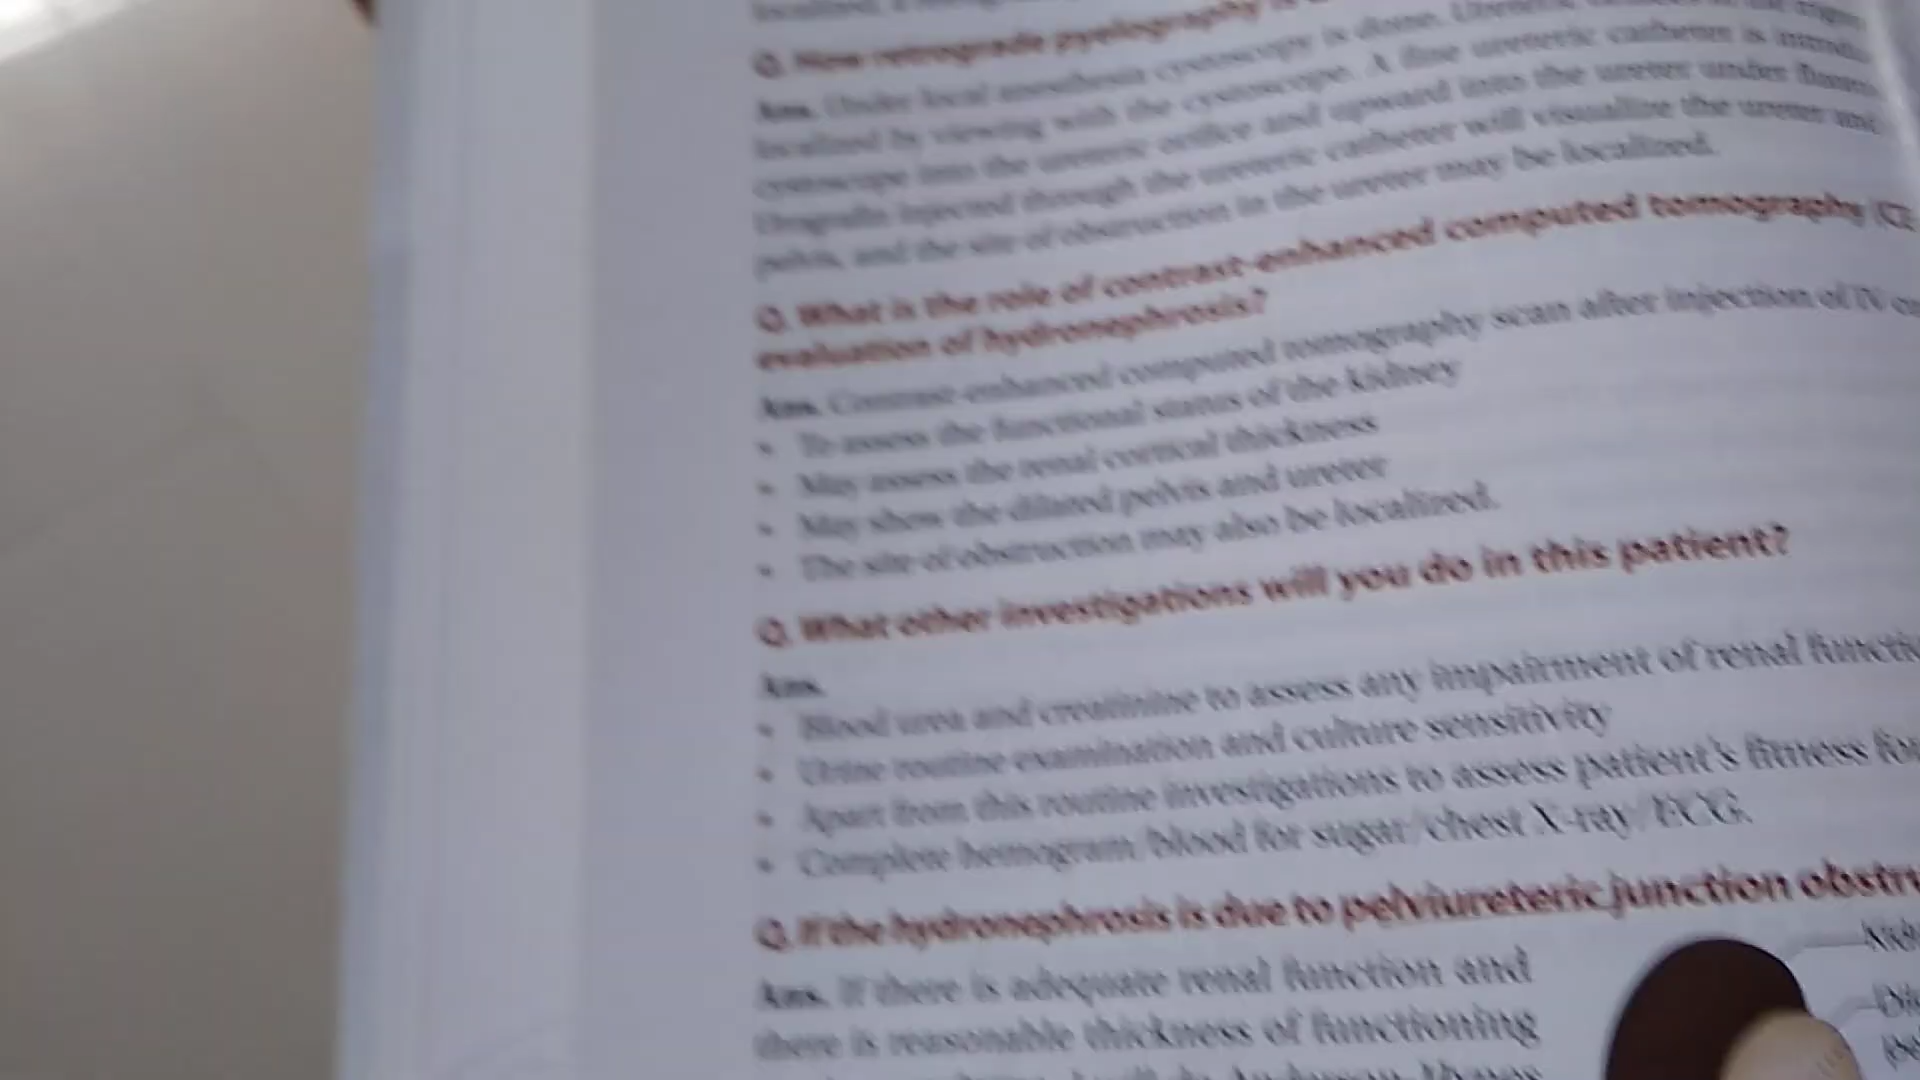 Q. How retrograde pyelography is
Ans. Under local anesthesia cystoscopy is done. Ureteric
localized by viewing with the cystoscope. A fine ureteric catheter is
cystoscope into the ureteric orifice and upward into the ureter under
Urografin injected through the ureteric catheter will visualize the ureter and
pelvis, and the site of obstruction in the ureter may be localized.
Q. What is the role of contrast-enhanced computed tomography
evaluation of hydronephrosis?
Ans. Contrast-enhanced computed tomography scan after injection of IV
• To assess the functional status of the kidney
• May assess the renal cortical thickness
• May show the dilated pelvis and ureter
• The site of obstruction may also be localized.
Q. What other investigations will you do in this patient?
Ans.
• Blood urea and creatinine to assess any impairment of renal
• Urine routine examination and culture sensitivity
• Apart from this routine investigations to assess patient's fitness
• Complete hemogram/blood for sugar/chest X-ray/ECG.
Q. If the hydronephrosis is due to pelviureteric junction
Ans. If there is adequate renal function and
there is reasonable thickness of functioning